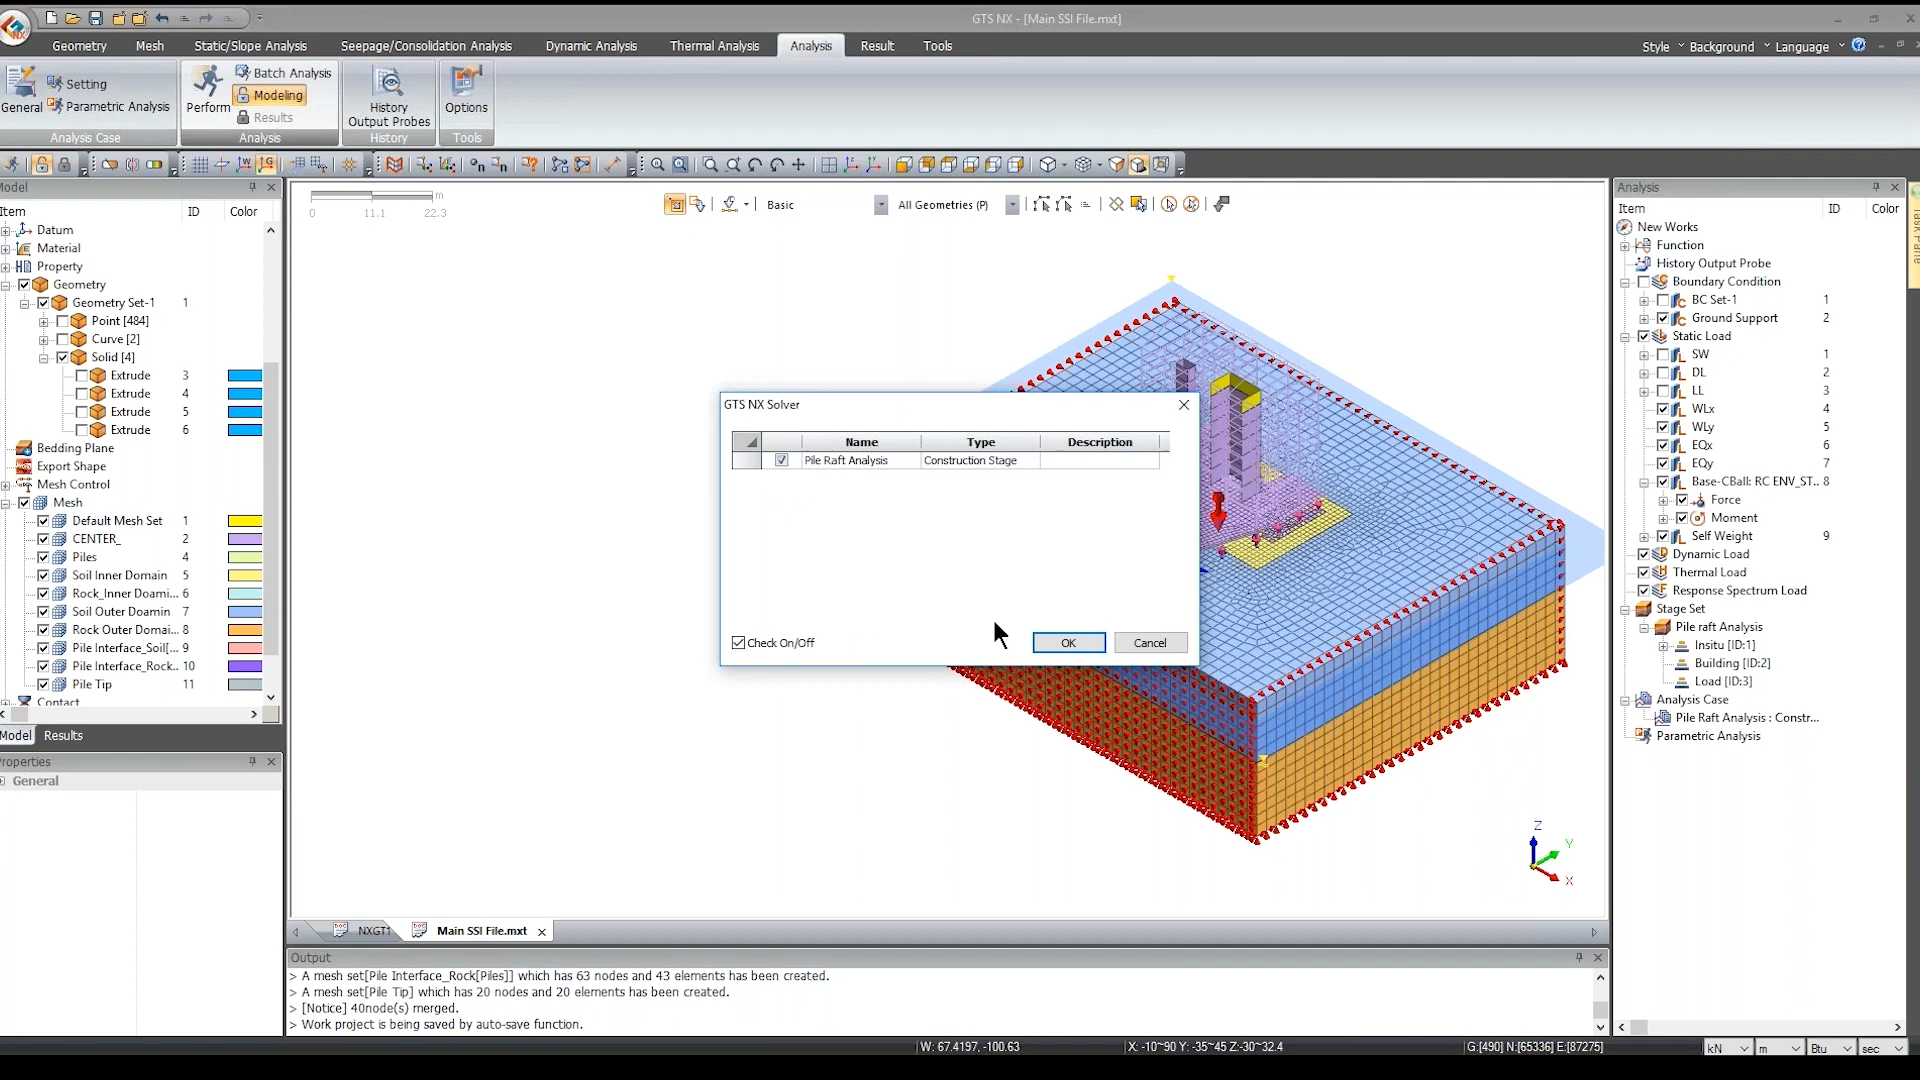 GTS NX - [Main SSI File.mxt]
Geometry Mesh Static/Slope Analysis Seepage/Consolidation Analysis Dynamic Analysis Thermal Analysis Analysis Result Tools
Style Background Language
General
Setting
Parametric Analysis
Analysis Case
Perform
Batch Analysis
Modeling
Results
Analysis
History
Output Probes
History
Options
Tools
Model
Item ID Color
Datum
Material
Property
Geometry
Geometry Set-1 1
Point [484]
Curve [2]
Solid [4]
Extrude 3
Extrude 4
Extrude 5
Extrude 6
Bedding Plane
Export Shape
Mesh Control
Mesh
Default Mesh Set 1
CENTER_ 2
Piles 4
Soil Inner Domain 5
Rock_Inner Doami... 6
Soil Outer Doamin 7
Rock Outer Domai... 8
Pile Interface_Soil[... 9
Pile Interface_Rock... 10
Pile Tip 11
Contact
Model Results
Properties
General
m
0 11.1 22.3
Basic All Geometries (P)
GTS NX Solver
Name Type Description
Pile Raft Analysis Construction Stage
Check On/Off OK Cancel
Z
Y
X
NXGT1 Main SSI File.mxt
Output
> A mesh set[Pile Interface_Rock[Piles]] which has 63 nodes and 43 elements has been created.
> A mesh set[Pile Tip] which has 20 nodes and 20 elements has been created.
> [Notice] 40node(s) merged.
> Work project is being saved by auto-save function.
Analysis
Item ID Color
New Works
Function
History Output Probe
Boundary Condition
BC Set-1 1
Ground Support 2
Static Load
SW 1
DL 2
LL 3
WLx 4
WLy 5
EQx 6
EQy 7
Base-CBall: RC ENV_ST... 8
Force
Moment
Self Weight 9
Dynamic Load
Thermal Load
Response Spectrum Load
Stage Set
Pile raft Analysis
Insitu [ID:1]
Building [ID:2]
Load [ID:3]
Analysis Case
Pile Raft Analysis : Constr...
Parametric Analysis
Task Pane
W: 67.4197, -100.63 X: -10~90 Y: -35~45 Z:-30~32.4 G:[490] N:[65336] E:[87275] kN m Btu sec